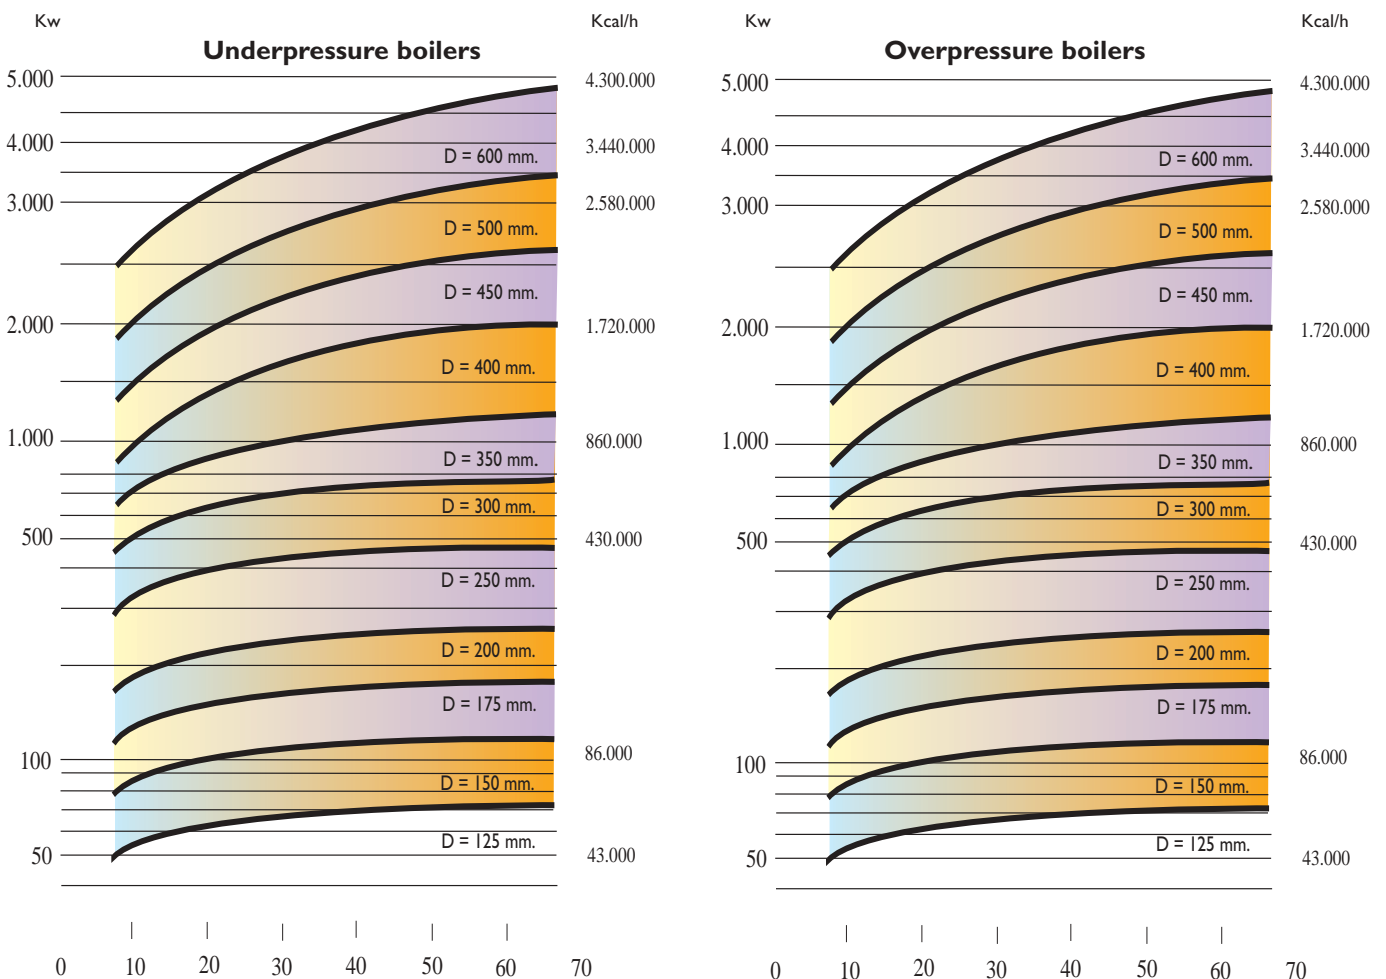 Kw
Kcal/h
Underpressure boilers
5.000
4.300.000
4.000
3.440.000
D = 600 mm.
3.000
2.580.000
D = 500 mm.
D = 450 mm.
2.000
1.720.000
D = 400 mm.
1.000
860.000
D = 350 mm.
D = 300 mm.
500
430.000
D = 250 mm.
D = 200 mm.
D = 175 mm.
100
86.000
D = 150 mm.
D = 125 mm.
50
43.000
0 10 20 30 40 50 60 70
Kw
Kcal/h
Overpressure boilers
5.000
4.300.000
4.000
3.440.000
D = 600 mm.
3.000
2.580.000
D = 500 mm.
D = 450 mm.
2.000
1.720.000
D = 400 mm.
1.000
860.000
D = 350 mm.
D = 300 mm.
500
430.000
D = 250 mm.
D = 200 mm.
D = 175 mm.
100
86.000
D = 150 mm.
D = 125 mm.
50
43.000
0 10 20 30 40 50 60 70